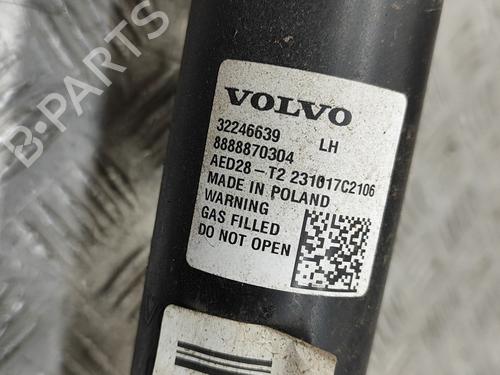 B-PARTS
VOLVO
32246639 LH
8888870304
AED28-T2 231017C2106
MADE IN POLAND
WARNING
GAS FILLED
DO NOT OPEN